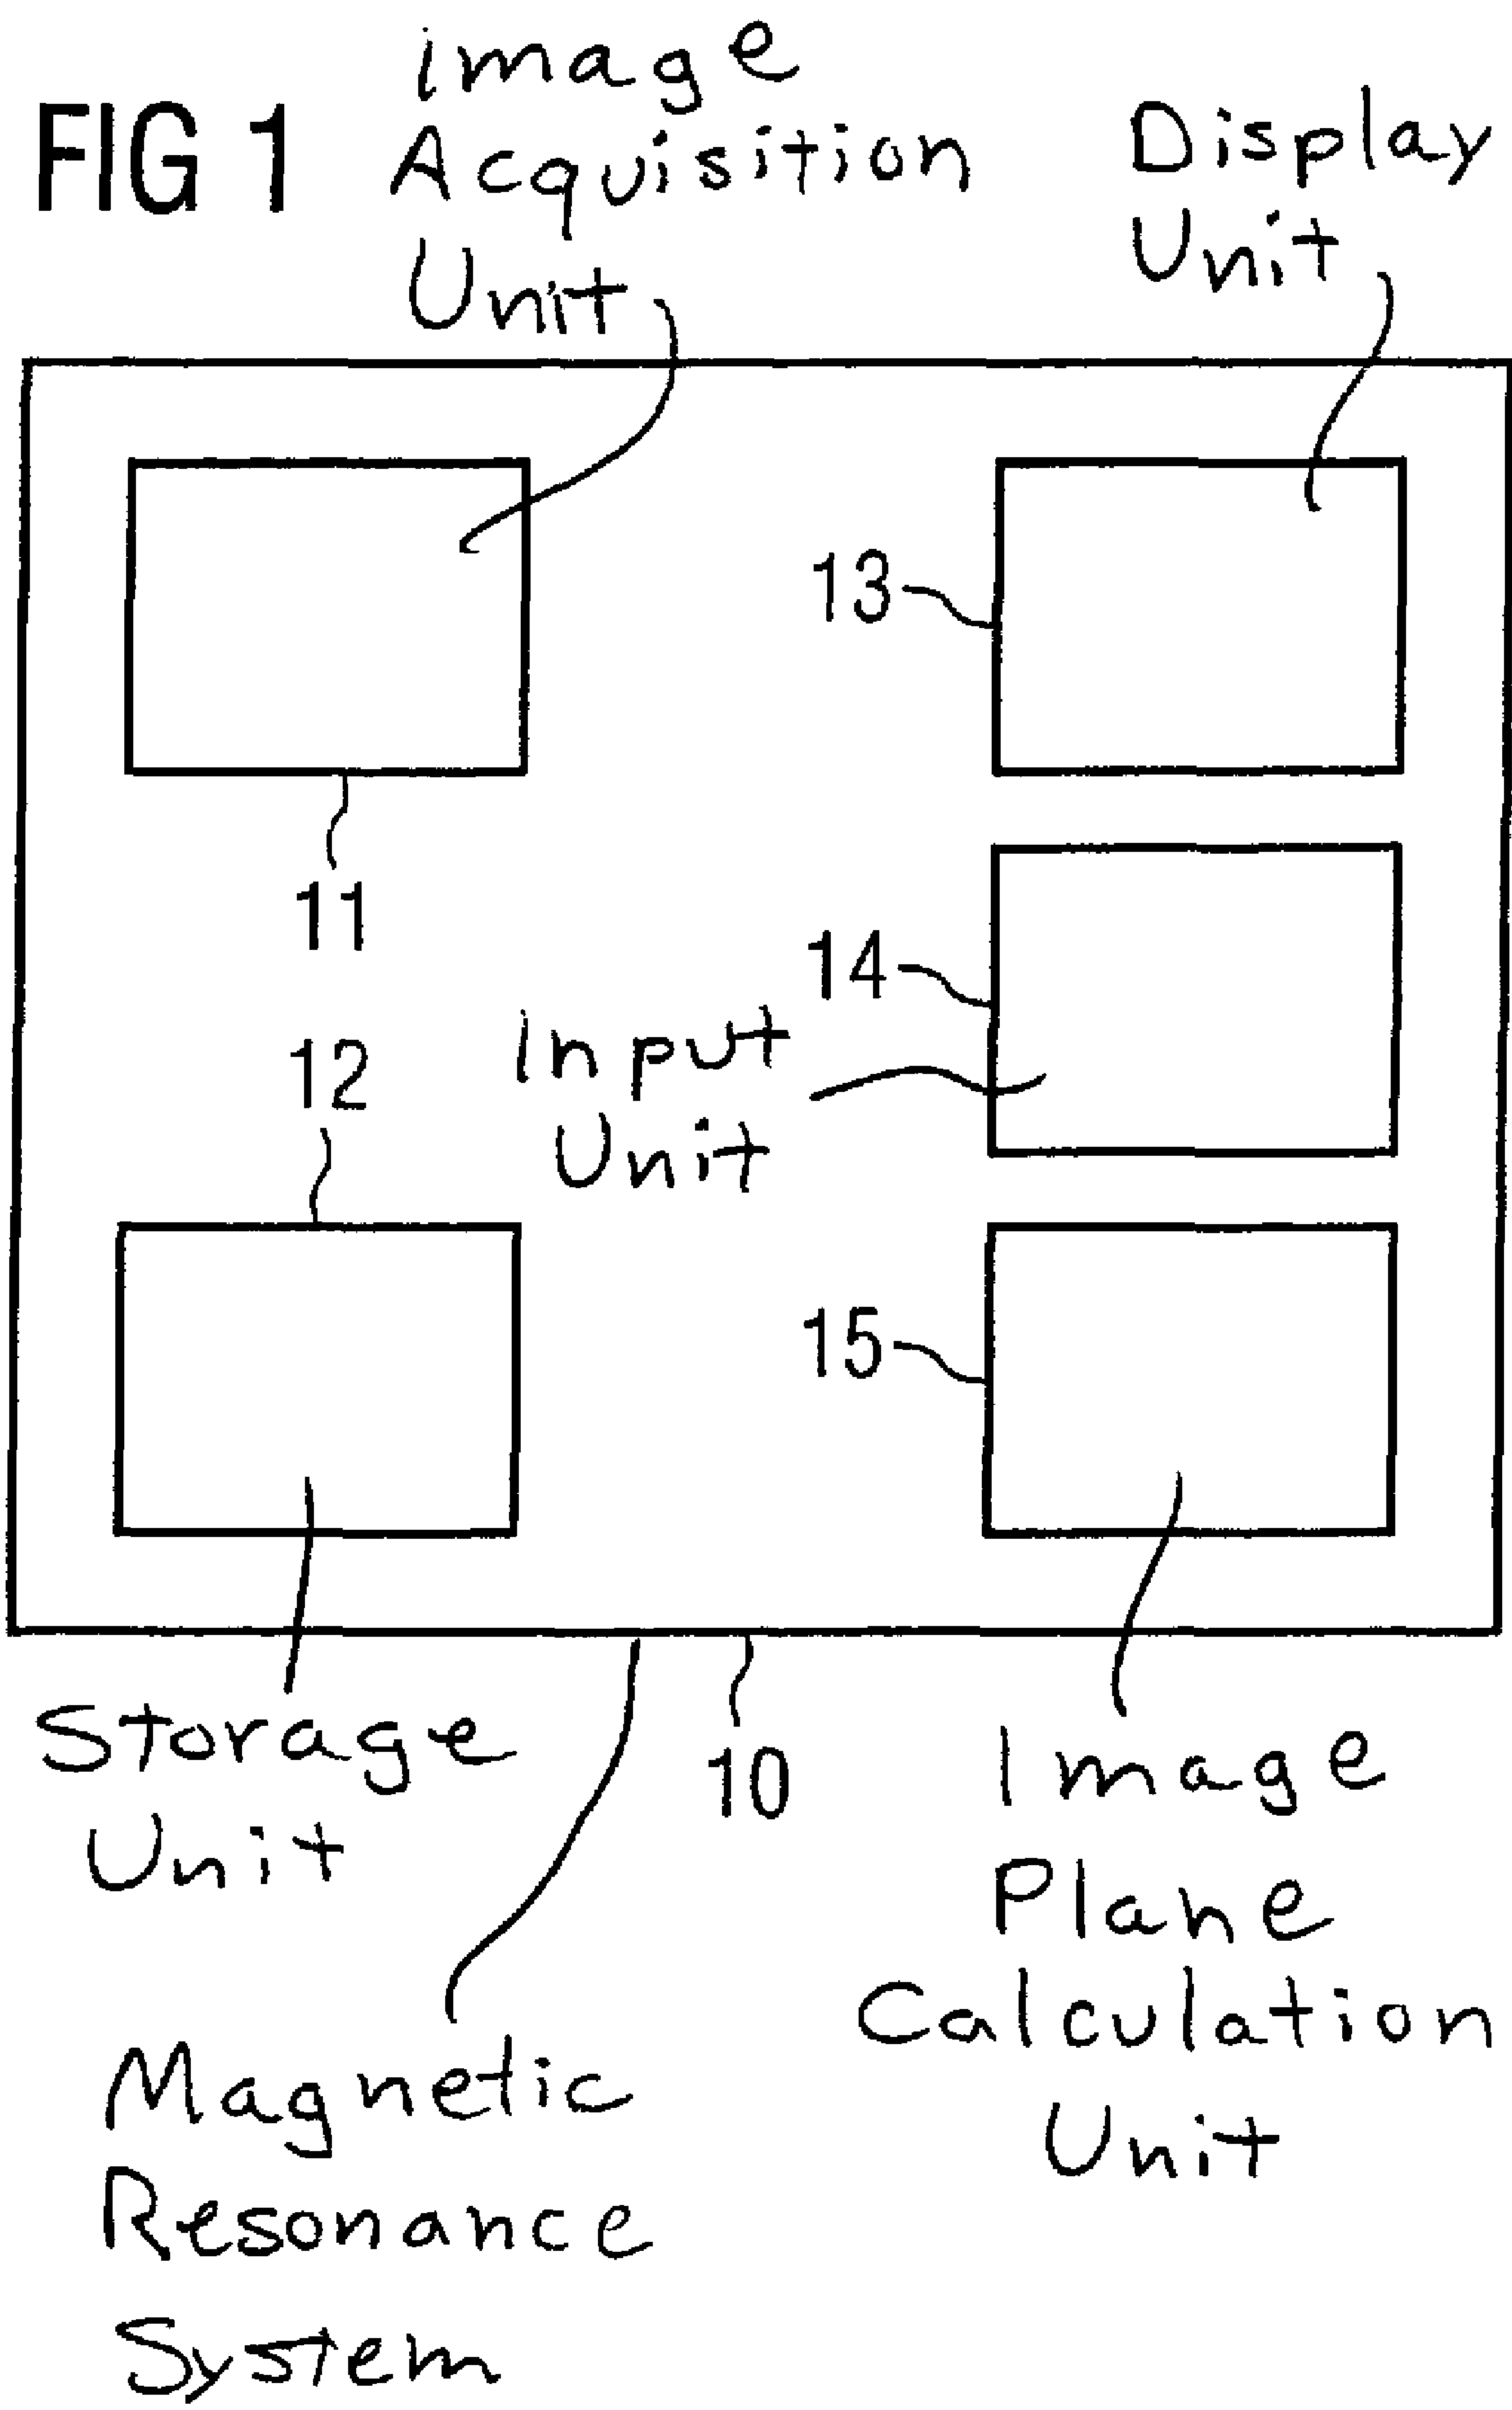 FIG 1
image
Acquisition
Unit
Display
Unit
13
11
14
Input
Unit
12
15
Storage
Unit
10
Image
Plane
Calculation
Unit
Magnetic
Resonance
System